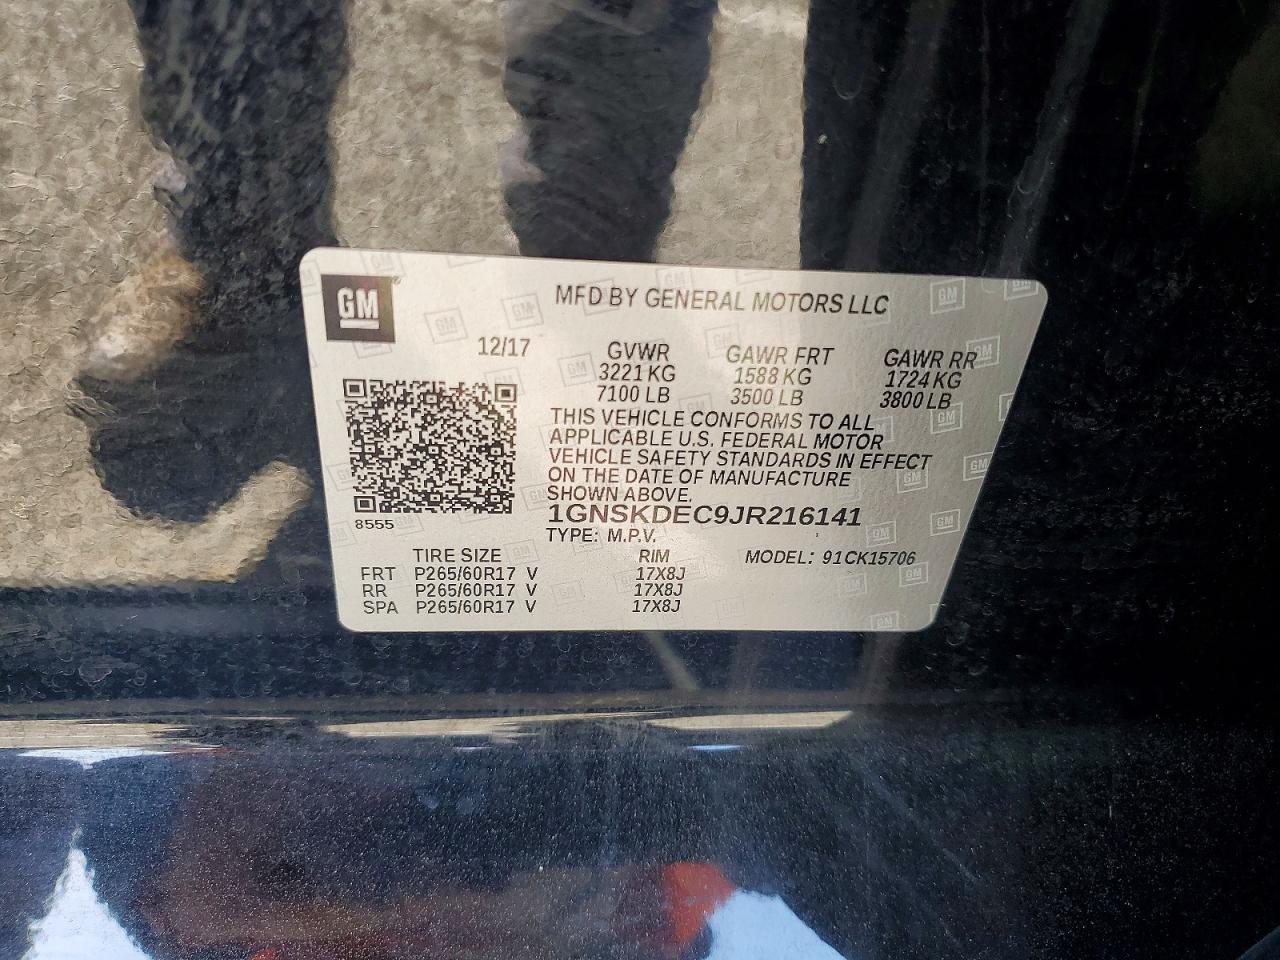 GM
MFD BY GENERAL MOTORS LLC
12/17 GVWR GAWR FRT GAWR RR
3221 KG 1588 KG 1724 KG
7100 LB 3500 LB 3800 LB
THIS VEHICLE CONFORMS TO ALL
APPLICABLE U.S. FEDERAL MOTOR
VEHICLE SAFETY STANDARDS IN EFFECT
ON THE DATE OF MANUFACTURE
SHOWN ABOVE.
8555
1GNSKDEC9JR216141
TYPE: M.P.V.
TIRE SIZE RIM MODEL: 91CK15706
FRT P265/60R17 V 17X8J
RR P265/60R17 V 17X8J
SPA P265/60R17 V 17X8J